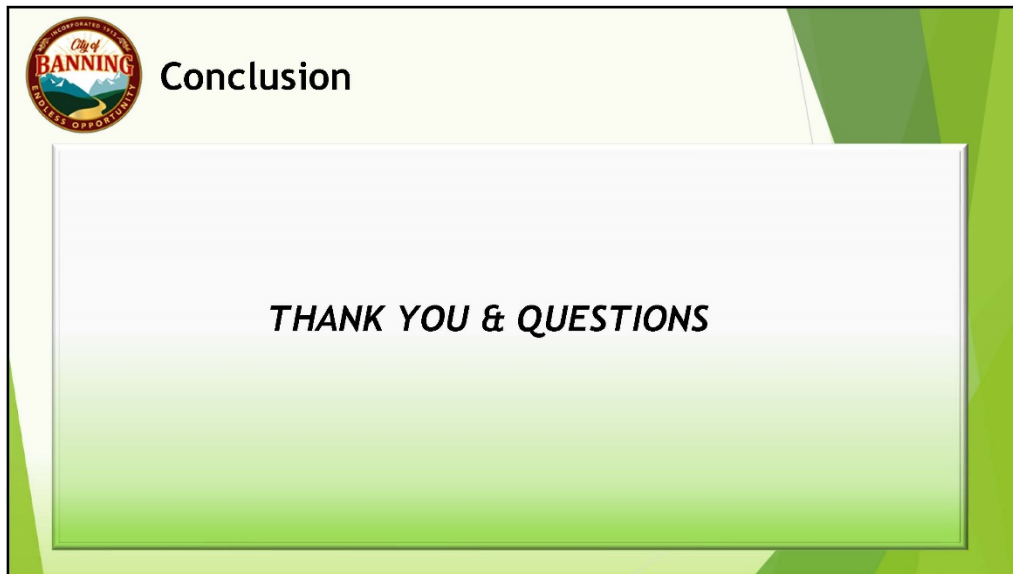 INCORPORATED 1913
City of
BANNING
ENDLESS OPPORTUNITY
Conclusion
THANK YOU & QUESTIONS